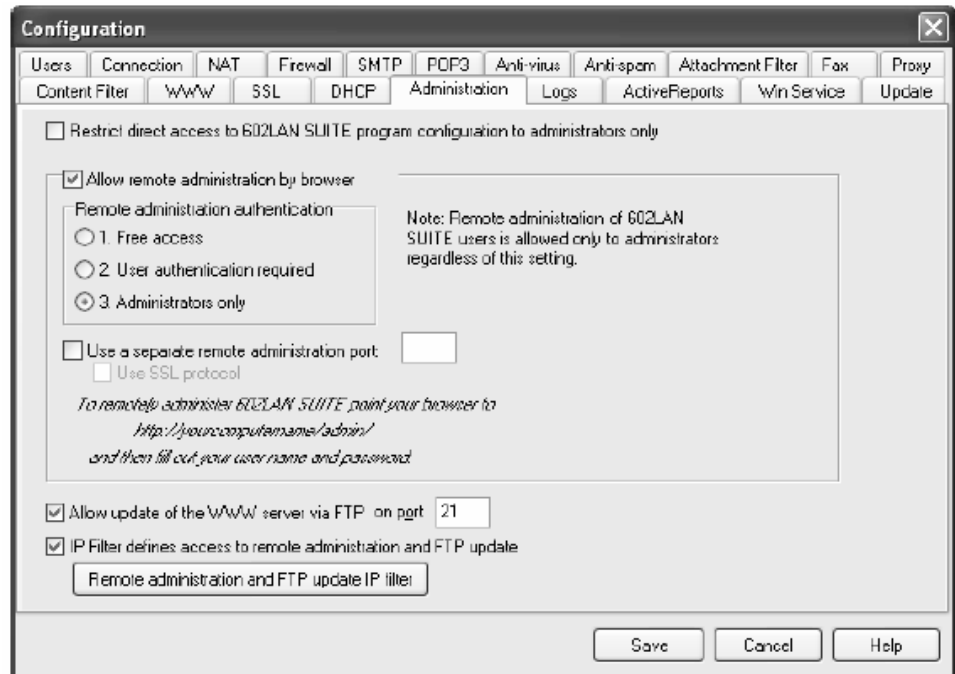 Configuration
Users Connection NAT Firewall SMTP POP3 Anti-virus Anti-spam Attachment Filter Fax Proxy
Content Filter WWW SSL DHCP Administration Logs ActiveReports Win Service Update
Restrict direct access to 602LAN SUITE program configuration to administrators only
Allow remote administration by browser
Remote administration authentication
1. Free access
2. User authentication required
3. Administrators only
Note: Remote administration of 602LAN
SUITE users is allowed only to administrators
regardless of this setting.
Use a separate remote administration port:
Use SSL protocol
To remotely administer 602LAN SUITE point your browser to
http://yourcomputername/admin/
and then fill out your user name and password.
Allow update of the WWW server via FTP on port 21
IP Filter defines access to remote administration and FTP update
Remote administration and FTP update IP filter
Save Cancel Help